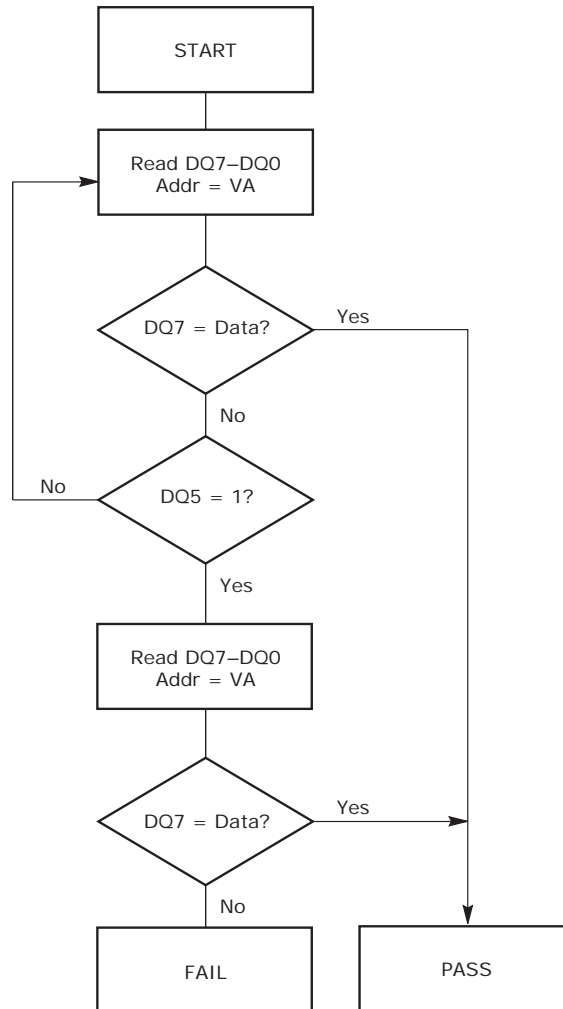 START
Read DQ7–DQ0
Addr = VA
DQ7 = Data?
Yes
No
DQ5 = 1?
No
Yes
Read DQ7–DQ0
Addr = VA
DQ7 = Data?
Yes
No
FAIL
PASS